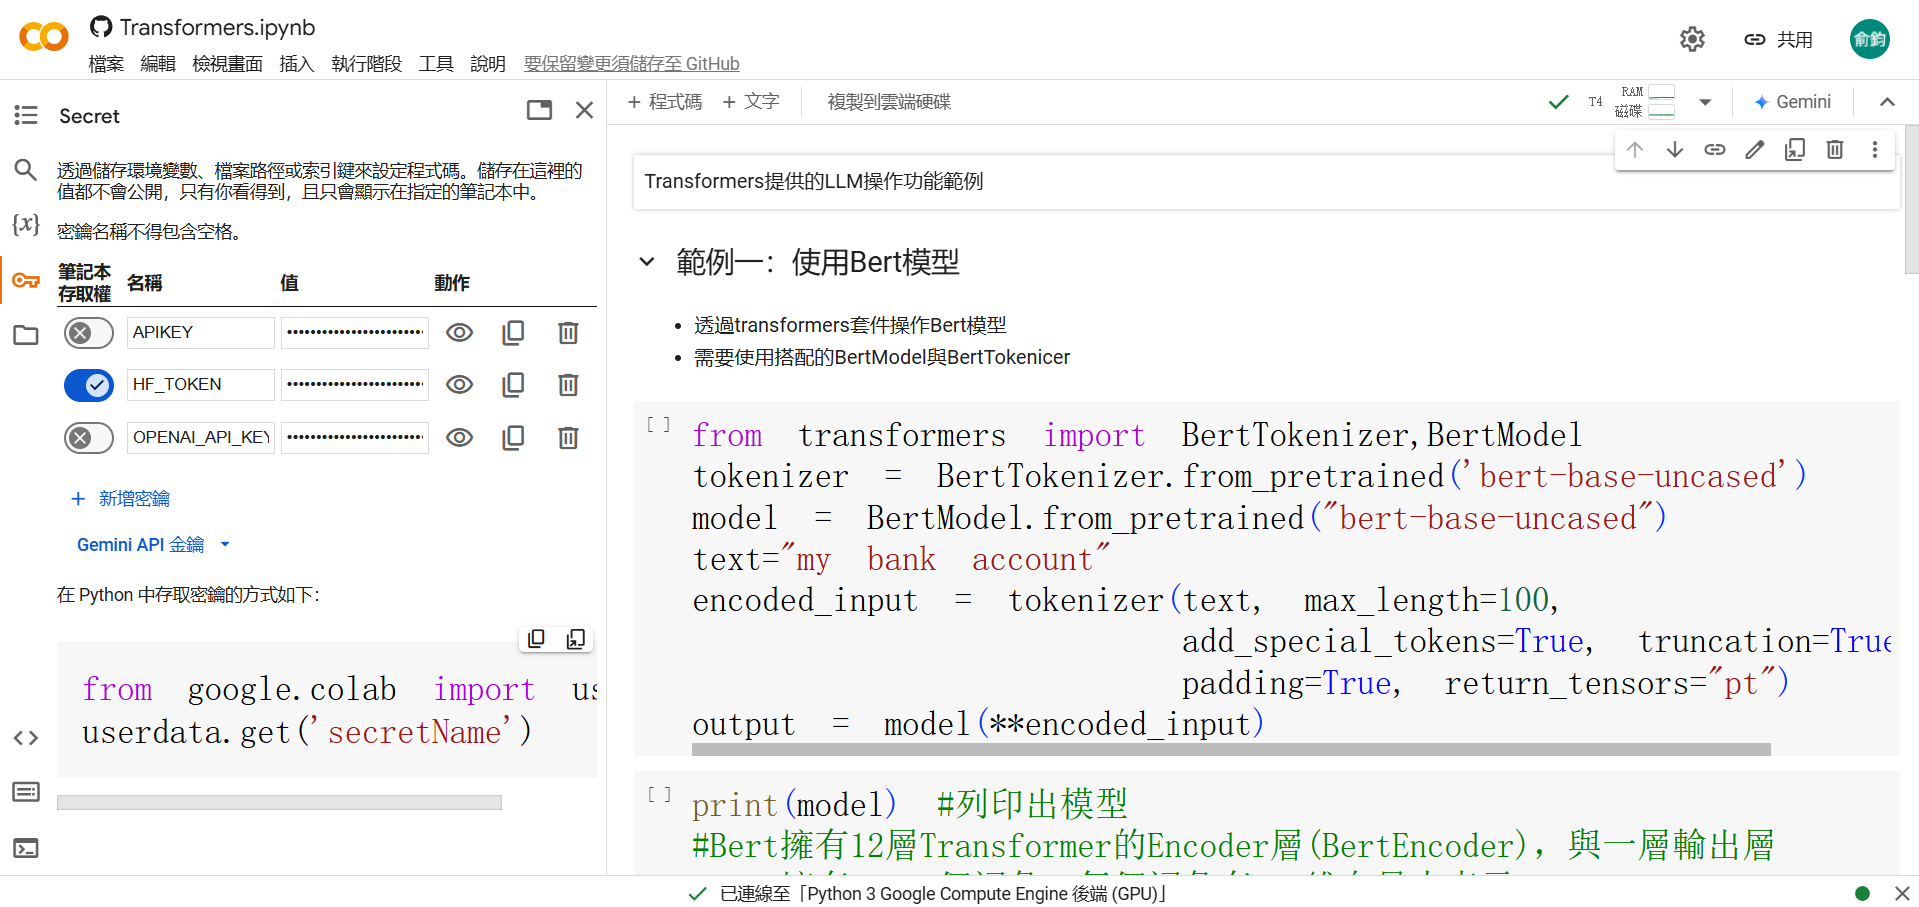 Transformers.ipynb
檔案 編輯 檢視畫面 插入 執行階段 工具 說明 要保留變更須儲存至 GitHub
共用
俞鈞
Secret
透過儲存環境變數、檔案路徑或索引鍵來設定程式碼。儲存在這裡的
值都不會公開，只有你看得到，且只會顯示在指定的筆記本中。
密鑰名稱不得包含空格。
筆記本
存取權 名稱 值 動作
APIKEY
HF_TOKEN
OPENAI_API_KEY
+ 新增密鑰
Gemini API 金鑰
在 Python 中存取密鑰的方式如下：
from google.colab import us
userdata.get('secretName')
+ 程式碼 + 文字 複製到雲端硬碟
T4 RAM
磁碟
Gemini
Transformers提供的LLM操作功能範例
範例一：使用Bert模型
• 透過transformers套件操作Bert模型
• 需要使用搭配的BertModel與BertTokenicer
[ ] from transformers import BertTokenizer,BertModel
tokenizer = BertTokenizer.from_pretrained('bert-base-uncased')
model = BertModel.from_pretrained("bert-base-uncased")
text="my bank account"
encoded_input = tokenizer(text, max_length=100,
add_special_tokens=True, truncation=True
padding=True, return_tensors="pt")
output = model(**encoded_input)
[ ] print(model) #列印出模型
#Bert擁有12層Transformer的Encoder層(BertEncoder)，與一層輸出層
已連線至「Python 3 Google Compute Engine 後端 (GPU)」